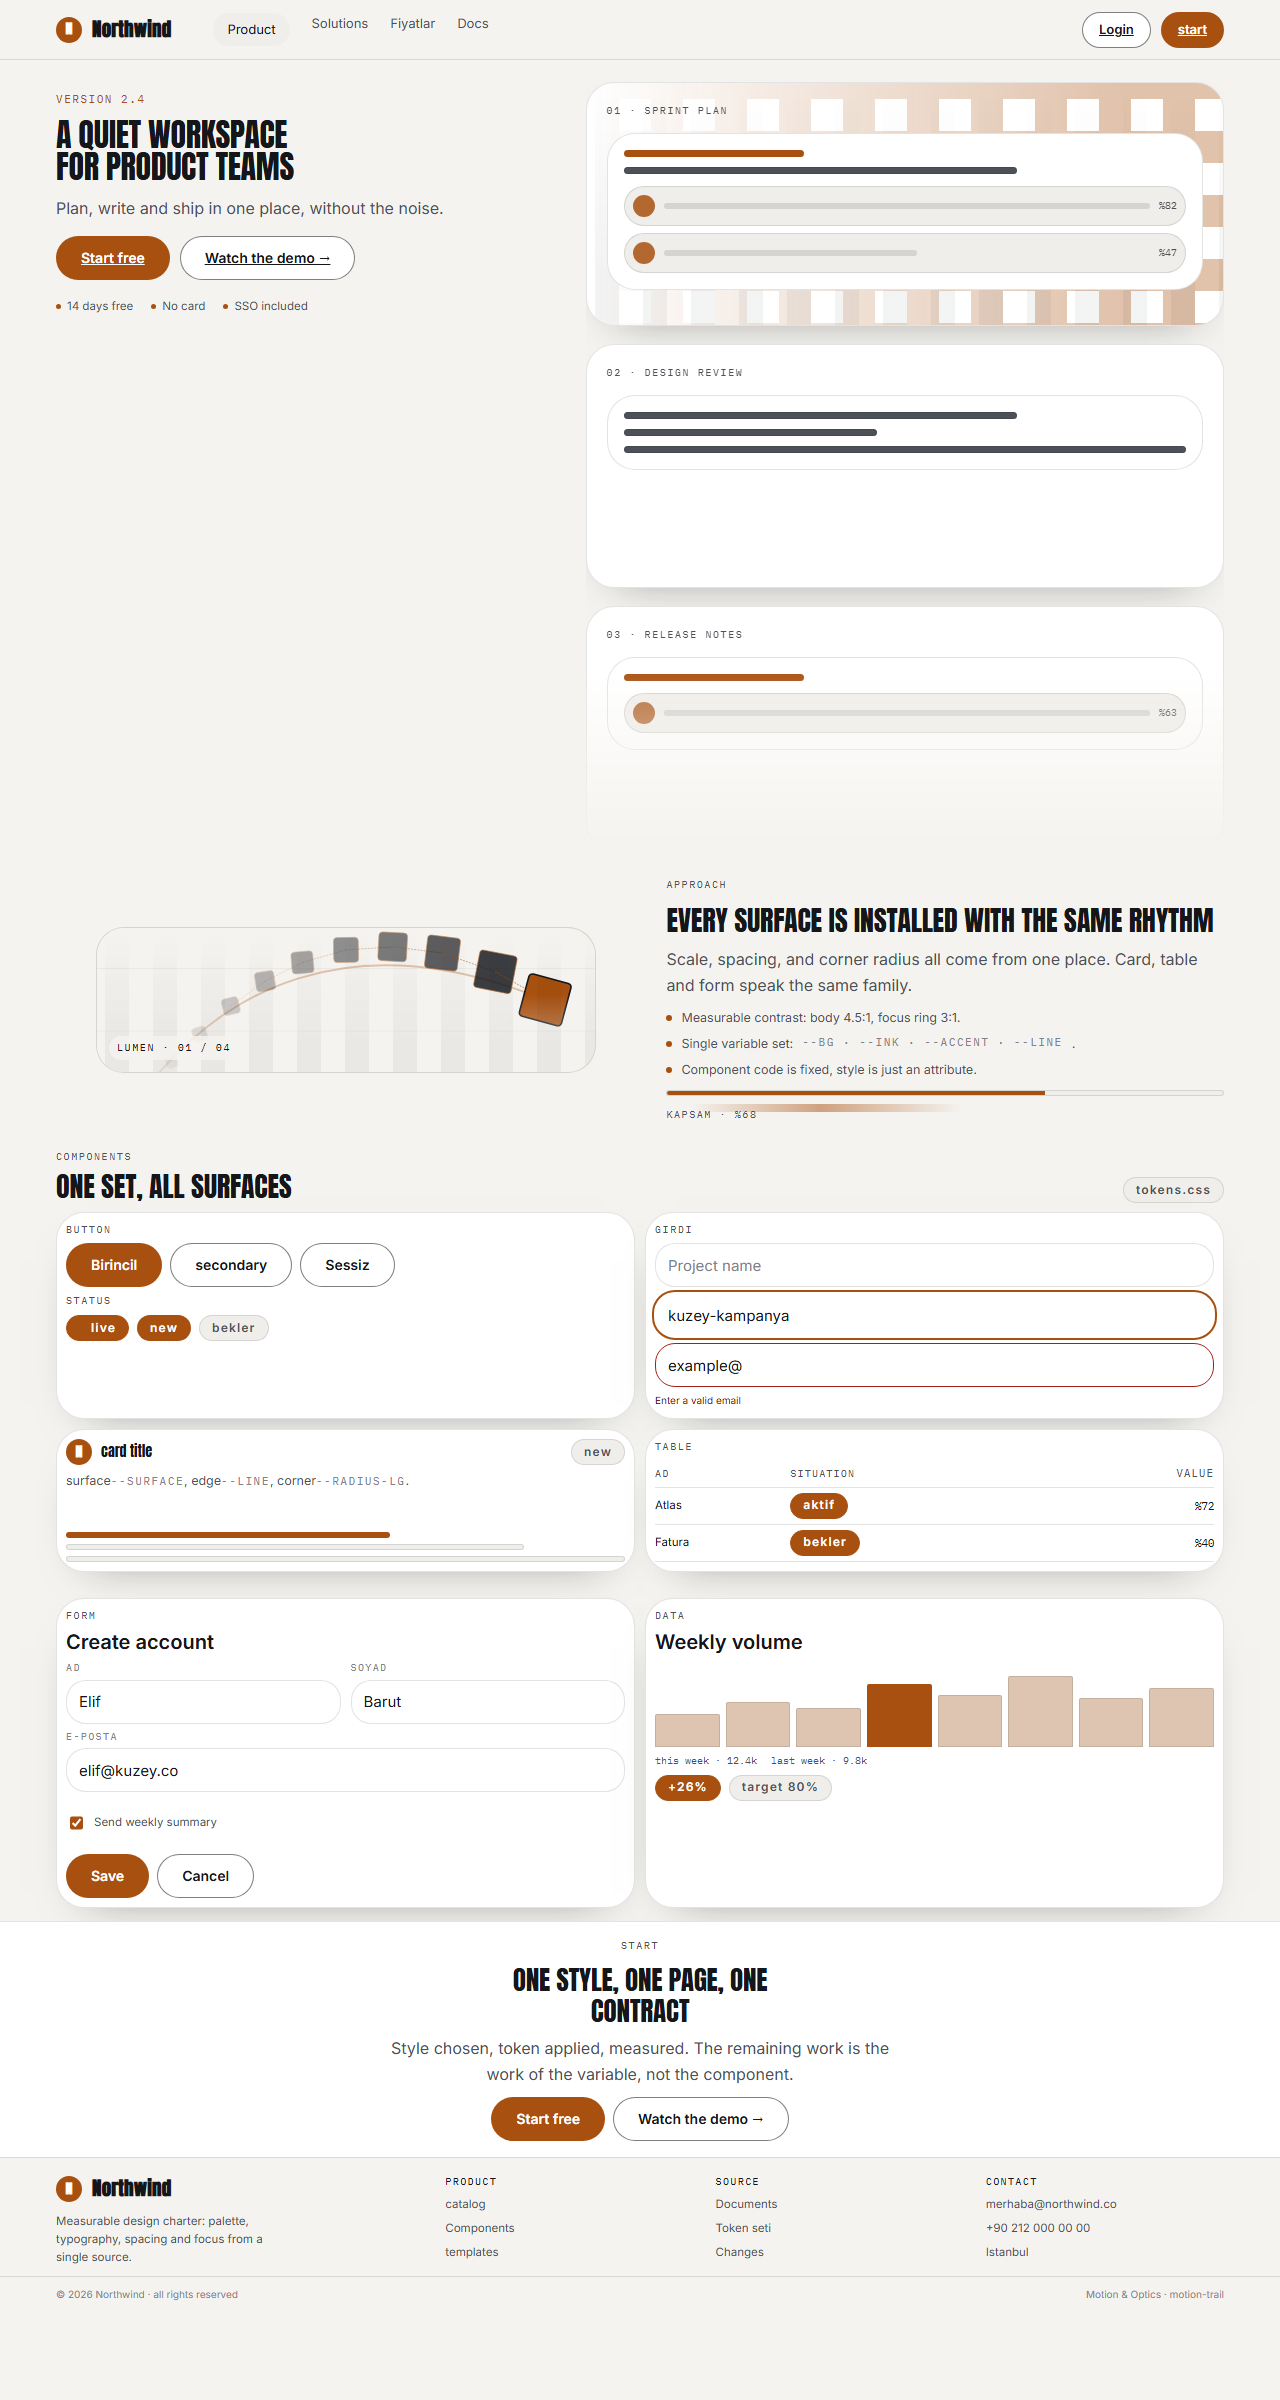 Northwind
Product
Solutions
Fiyatlar
Docs
Login
start
VERSION 2.4
A QUIET WORKSPACE
FOR PRODUCT TEAMS
Plan, write and ship in one place, without the noise.
Start free
Watch the demo →
14 days free
No card
SSO included
01 · SPRINT PLAN
%82
%47
02 · DESIGN REVIEW
03 · RELEASE NOTES
%63
LUMEN · 01 / 04
APPROACH
EVERY SURFACE IS INSTALLED WITH THE SAME RHYTHM
Scale, spacing, and corner radius all come from one place. Card, table
and form speak the same family.
Measurable contrast: body 4.5:1, focus ring 3:1.
Single variable set: --BG · --INK · --ACCENT · --LINE .
Component code is fixed, style is just an attribute.
KAPSAM · %68
COMPONENTS
ONE SET, ALL SURFACES
tokens.css
BUTTON
Birincil
secondary
Sessiz
STATUS
live
new
bekler
GIRDI
Project name
kuzey-kampanya
example@
Enter a valid email
card title
new
surface--SURFACE, edge--LINE, corner--RADIUS-LG.
TABLE
AD SITUATION VALUE
Atlas aktif %72
Fatura bekler %40
FORM
Create account
AD
SOYAD
Elif
Barut
E-POSTA
elif@kuzey.co
Send weekly summary
Save
Cancel
DATA
Weekly volume
this week · 12.4k last week · 9.8k
+26%
target 80%
START
ONE STYLE, ONE PAGE, ONE
CONTRACT
Style chosen, token applied, measured. The remaining work is the
work of the variable, not the component.
Start free
Watch the demo →
Northwind
Measurable design charter: palette,
typography, spacing and focus from a
single source.
PRODUCT
catalog
Components
templates
SOURCE
Documents
Token seti
Changes
CONTACT
merhaba@northwind.co
+90 212 000 00 00
Istanbul
© 2026 Northwind · all rights reserved
Motion & Optics · motion-trail